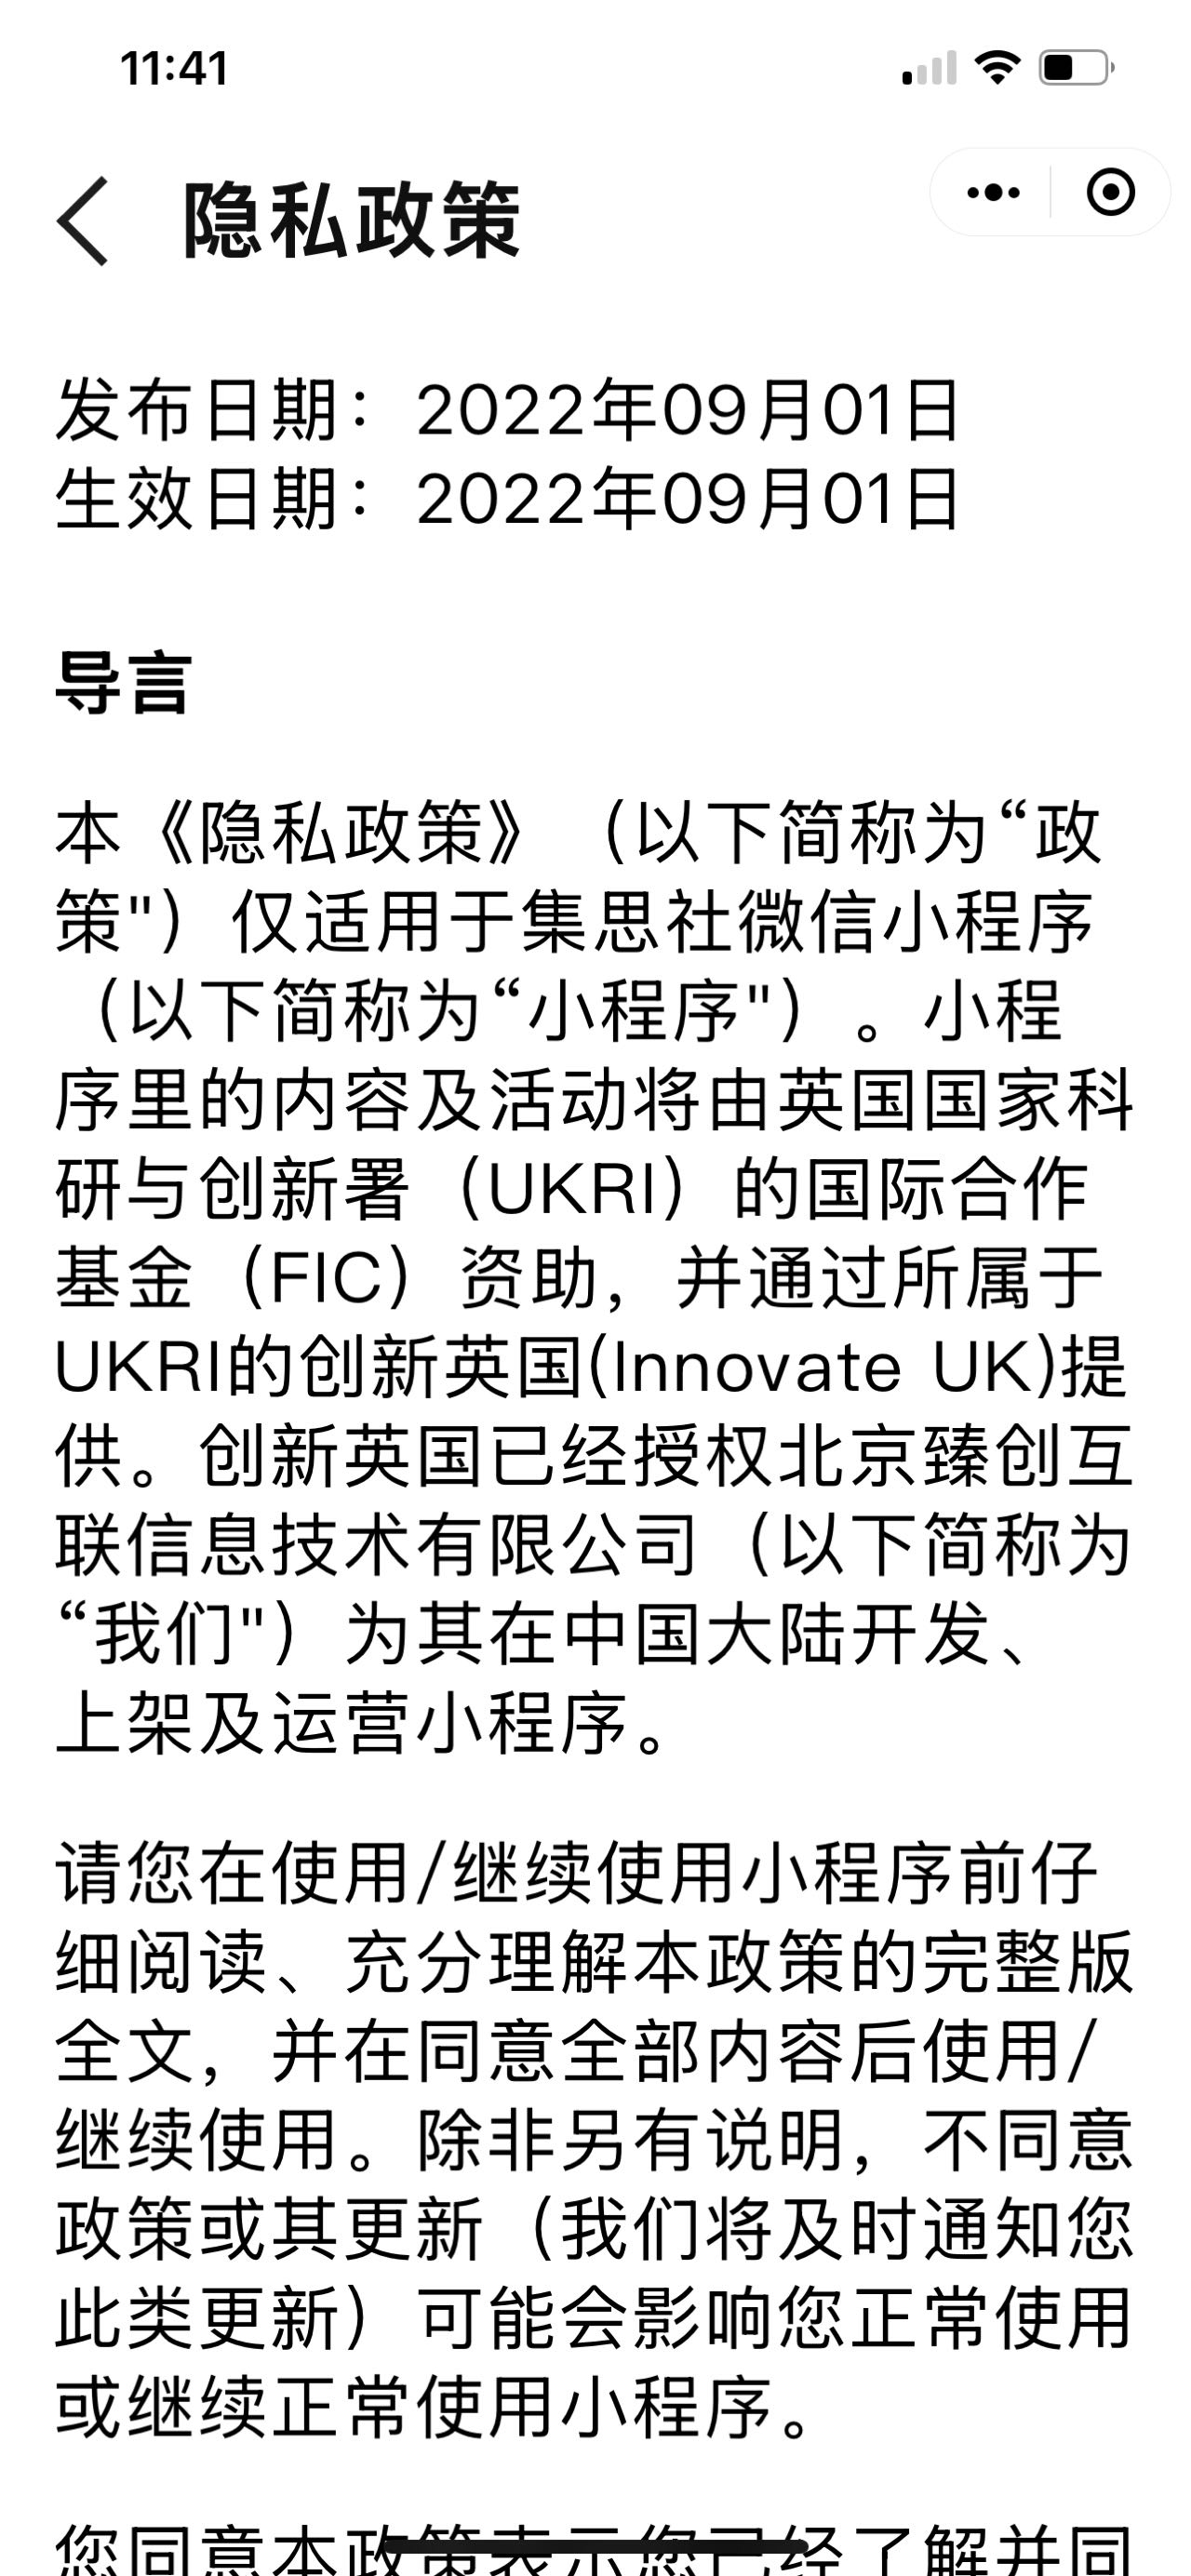 11:41
隐私政策
发布日期：2022年09月01日
生效日期：2022年09月01日
导言
本《隐私政策》（以下简称为“政
策"）仅适用于集思社微信小程序
（以下简称为“小程序"）。小程
序里的内容及活动将由英国国家科
研与创新署（UKRI）的国际合作
基金（FIC）资助，并通过所属于
UKRI的创新英国(Innovate UK)提
供。创新英国已经授权北京臻创互
联信息技术有限公司（以下简称为
“我们"）为其在中国大陆开发、
上架及运营小程序。
请您在使用/继续使用小程序前仔
细阅读、充分理解本政策的完整版
全文，并在同意全部内容后使用/
继续使用。除非另有说明，不同意
政策或其更新（我们将及时通知您
此类更新）可能会影响您正常使用
或继续正常使用小程序。
您同意本政策表示您已经了解并同